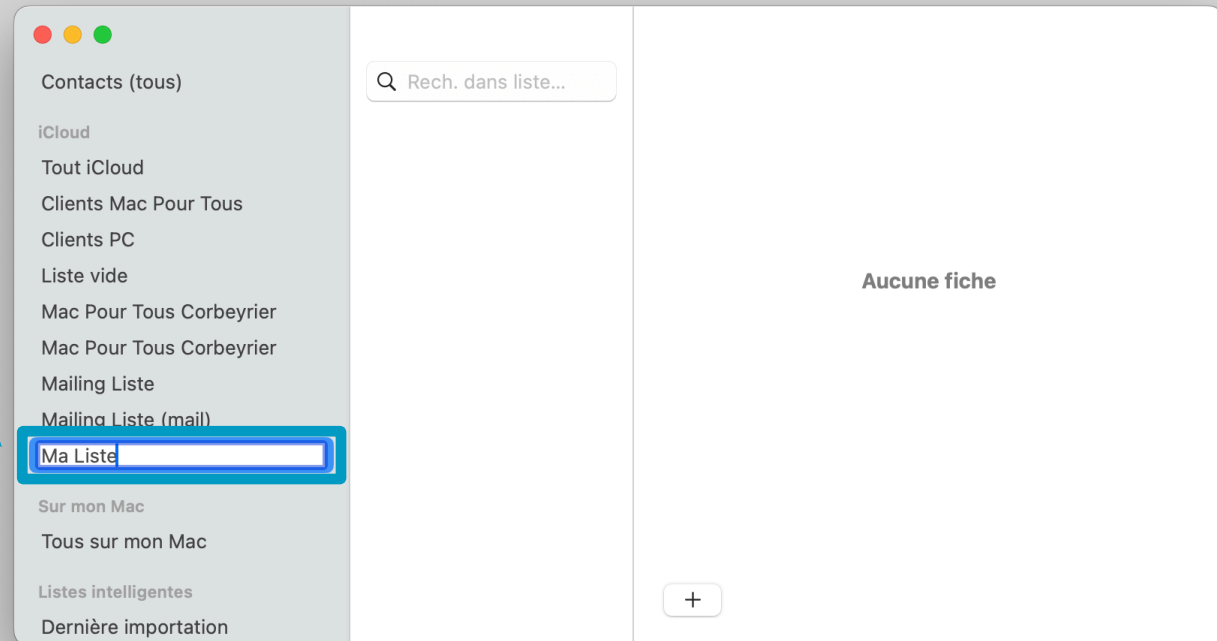 Contacts (tous)
iCloud
Tout iCloud
Clients Mac Pour Tous
Clients PC
Liste vide
Mac Pour Tous Corbeyrier
Mac Pour Tous Corbeyrier
Mailing Liste
Mailing Liste (mail)
Ma Liste
Sur mon Mac
Tous sur mon Mac
Listes intelligentes
Dernière importation
Rech. dans liste...
Aucune fiche
+